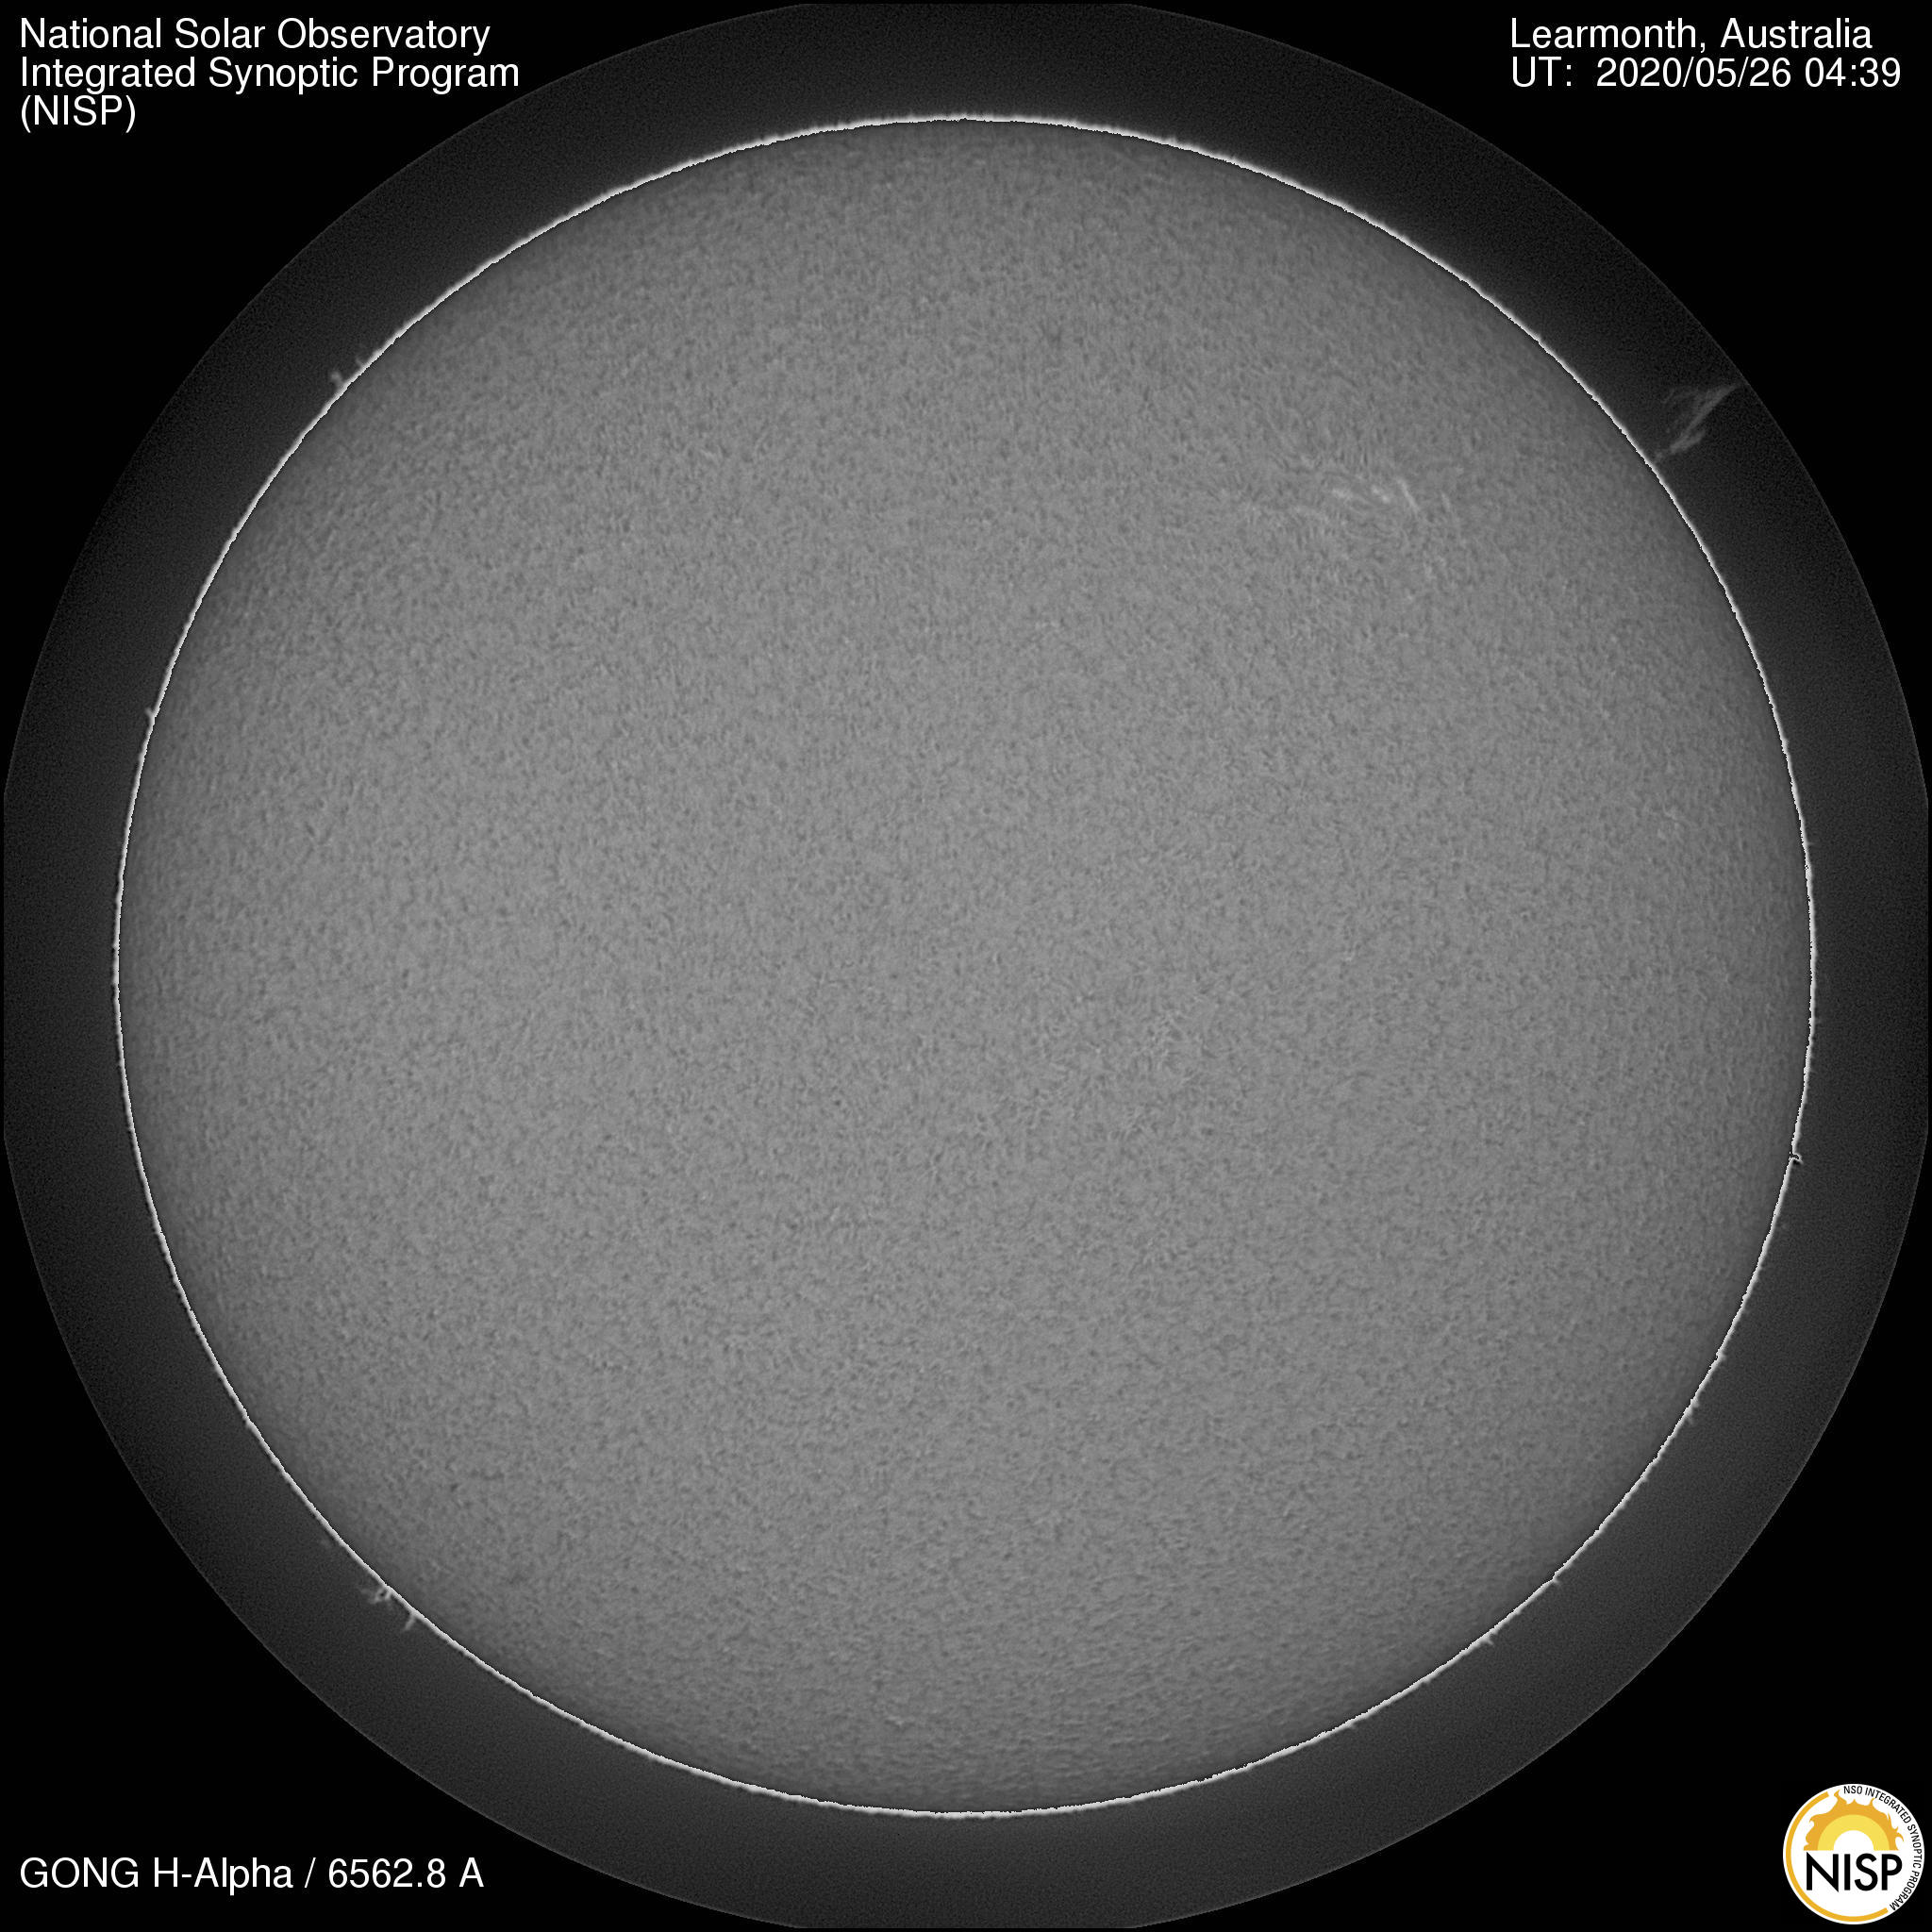 National Solar Observatory
Integrated Synoptic Program
(NISP)
Learmonth, Australia
UT: 2020/05/26 04:39
GONG H-Alpha / 6562.8 A
NSO INTEGRATED SYNOPTIC PROGRAM
NISP